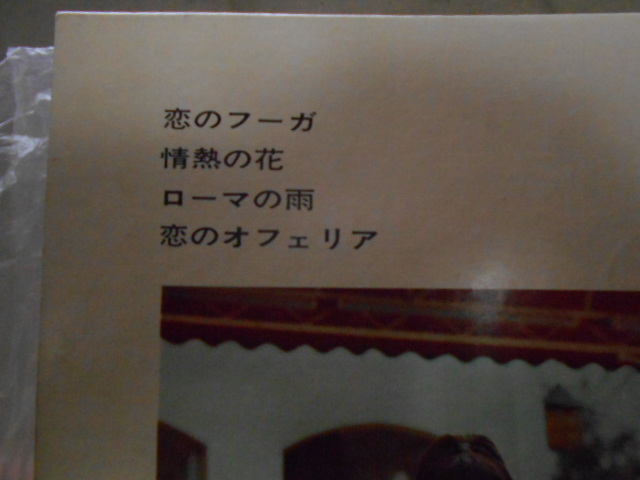 恋のフーガ
情熱の花
ローマの雨
恋のオフェリア